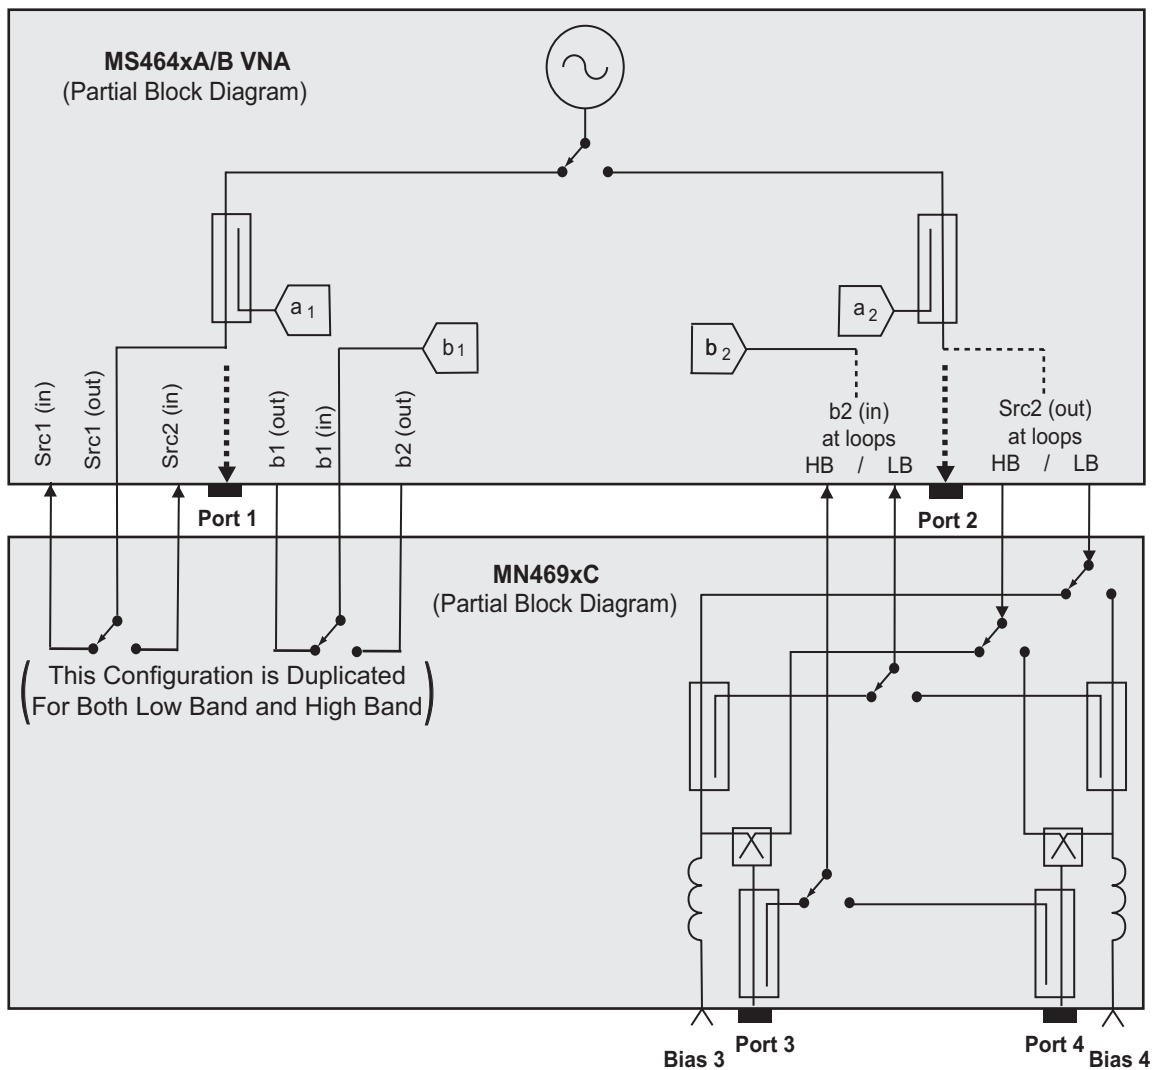 MS464xA/B VNA
(Partial Block Diagram)
a 1
a 2
b 1
b 2
Src1 (in)
Src1 (out)
Src2 (in)
b1 (out)
b1 (in)
b2 (out)
b2 (in)
at loops
HB / LB
Src2 (out)
at loops
HB / LB
Port 1
Port 2
MN469xC
(Partial Block Diagram)
(This Configuration is Duplicated
For Both Low Band and High Band)
Bias 3
Port 3
Port 4
Bias 4